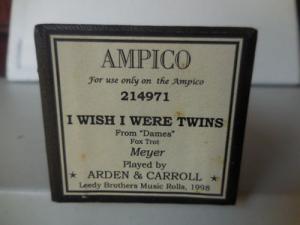 AMPICO
For use only on the Ampico
214971
I WISH I WERE TWINS
From "Dames"
Fox Trot
Meyer
Played by
★ ARDEN & CARROLL ★
Leedy Brothers Music Rolls, 1998